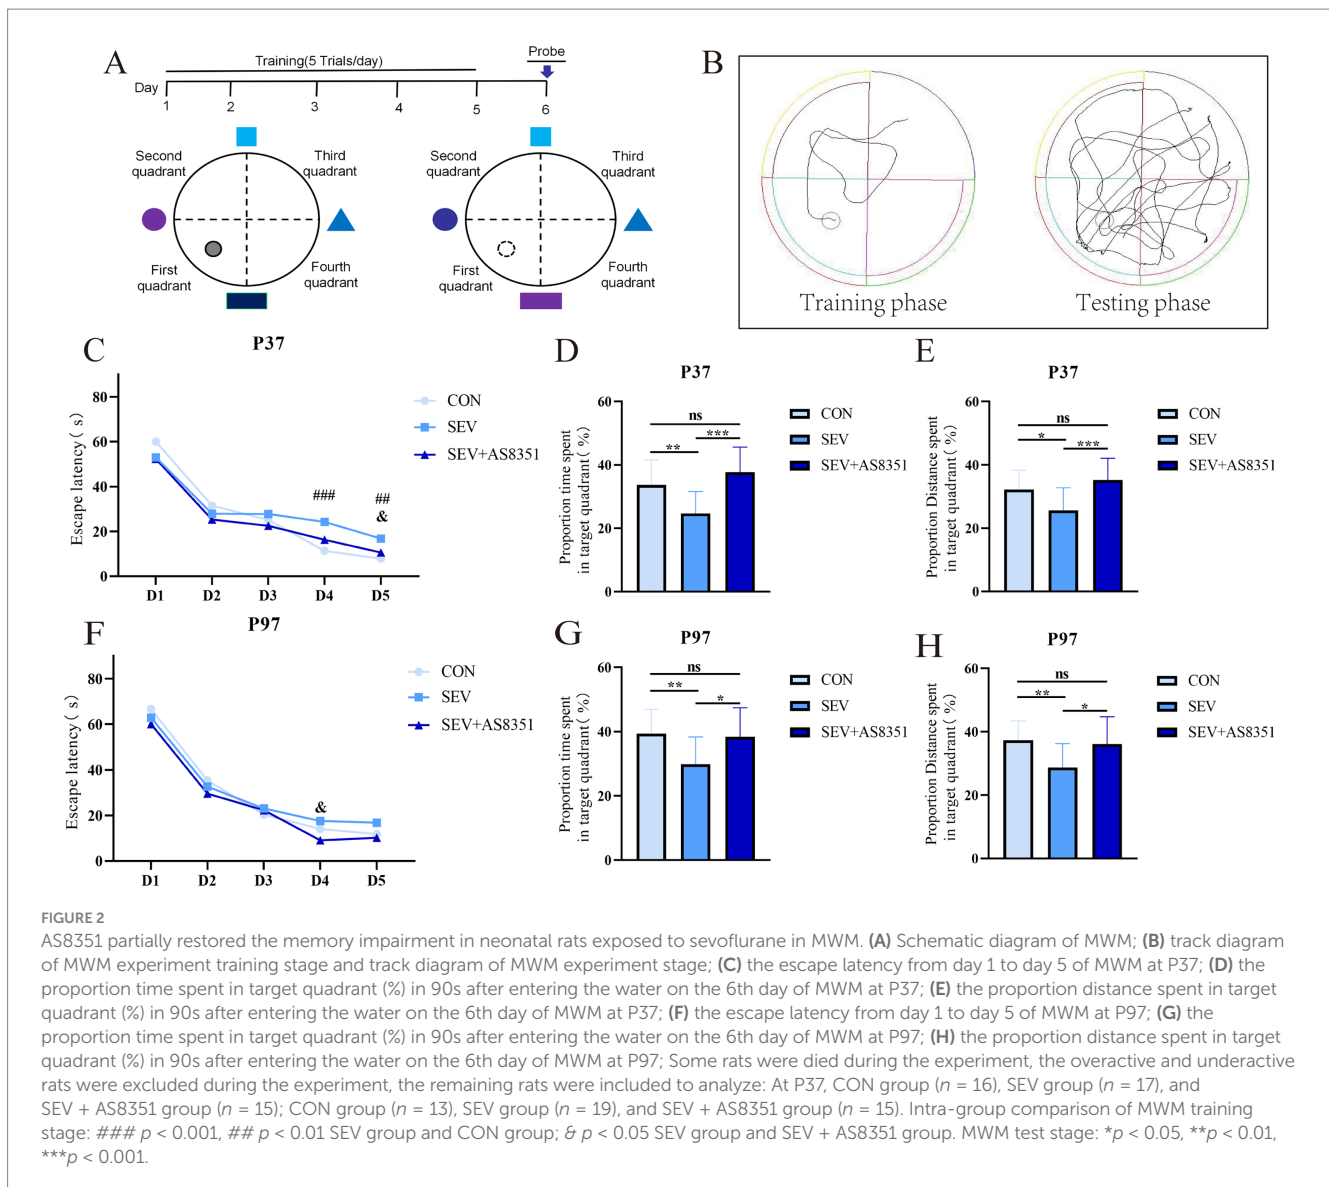 A
Training(5 Trials/day)
Probe
Day
1 2 3 4 5 6
Second quadrant
Third quadrant
First quadrant
Fourth quadrant
Second quadrant
Third quadrant
First quadrant
Fourth quadrant
B
Training phase
Testing phase
C
P37
Escape latency( s)
80
60
40
20
0
D1 D2 D3 D4 D5
###
##
&
CON
SEV
SEV+AS8351
D
P37
Proportion time spent
in target quadrant( %)
60
40
20
0
ns
**
***
CON
SEV
SEV+AS8351
E
P37
Proportion Distance spent
in target quadrant( %)
60
40
20
0
ns
*
***
CON
SEV
SEV+AS8351
F
P97
Escape latency( s)
80
60
40
20
0
D1 D2 D3 D4 D5
&
CON
SEV
SEV+AS8351
G
P97
Proportion time spent
in target quadrant( %)
60
40
20
0
ns
**
*
CON
SEV
SEV+AS8351
H
P97
Proportion Distance spent
in target quadrant( %)
60
40
20
0
ns
**
*
CON
SEV
SEV+AS8351
FIGURE 2
AS8351 partially restored the memory impairment in neonatal rats exposed to sevoflurane in MWM. (A) Schematic diagram of MWM; (B) track diagram
of MWM experiment training stage and track diagram of MWM experiment stage; (C) the escape latency from day 1 to day 5 of MWM at P37; (D) the
proportion time spent in target quadrant (%) in 90s after entering the water on the 6th day of MWM at P37; (E) the proportion distance spent in target
quadrant (%) in 90s after entering the water on the 6th day of MWM at P37; (F) the escape latency from day 1 to day 5 of MWM at P97; (G) the
proportion time spent in target quadrant (%) in 90s after entering the water on the 6th day of MWM at P97; (H) the proportion distance spent in target
quadrant (%) in 90s after entering the water on the 6th day of MWM at P97; Some rats were died during the experiment, the overactive and underactive
rats were excluded during the experiment, the remaining rats were included to analyze: At P37, CON group (n = 16), SEV group (n = 17), and
SEV + AS8351 group (n = 15); CON group (n = 13), SEV group (n = 19), and SEV + AS8351 group (n = 15). Intra-group comparison of MWM training
stage: ### p < 0.001, ## p < 0.01 SEV group and CON group; & p < 0.05 SEV group and SEV + AS8351 group. MWM test stage: *p < 0.05, **p < 0.01,
***p < 0.001.